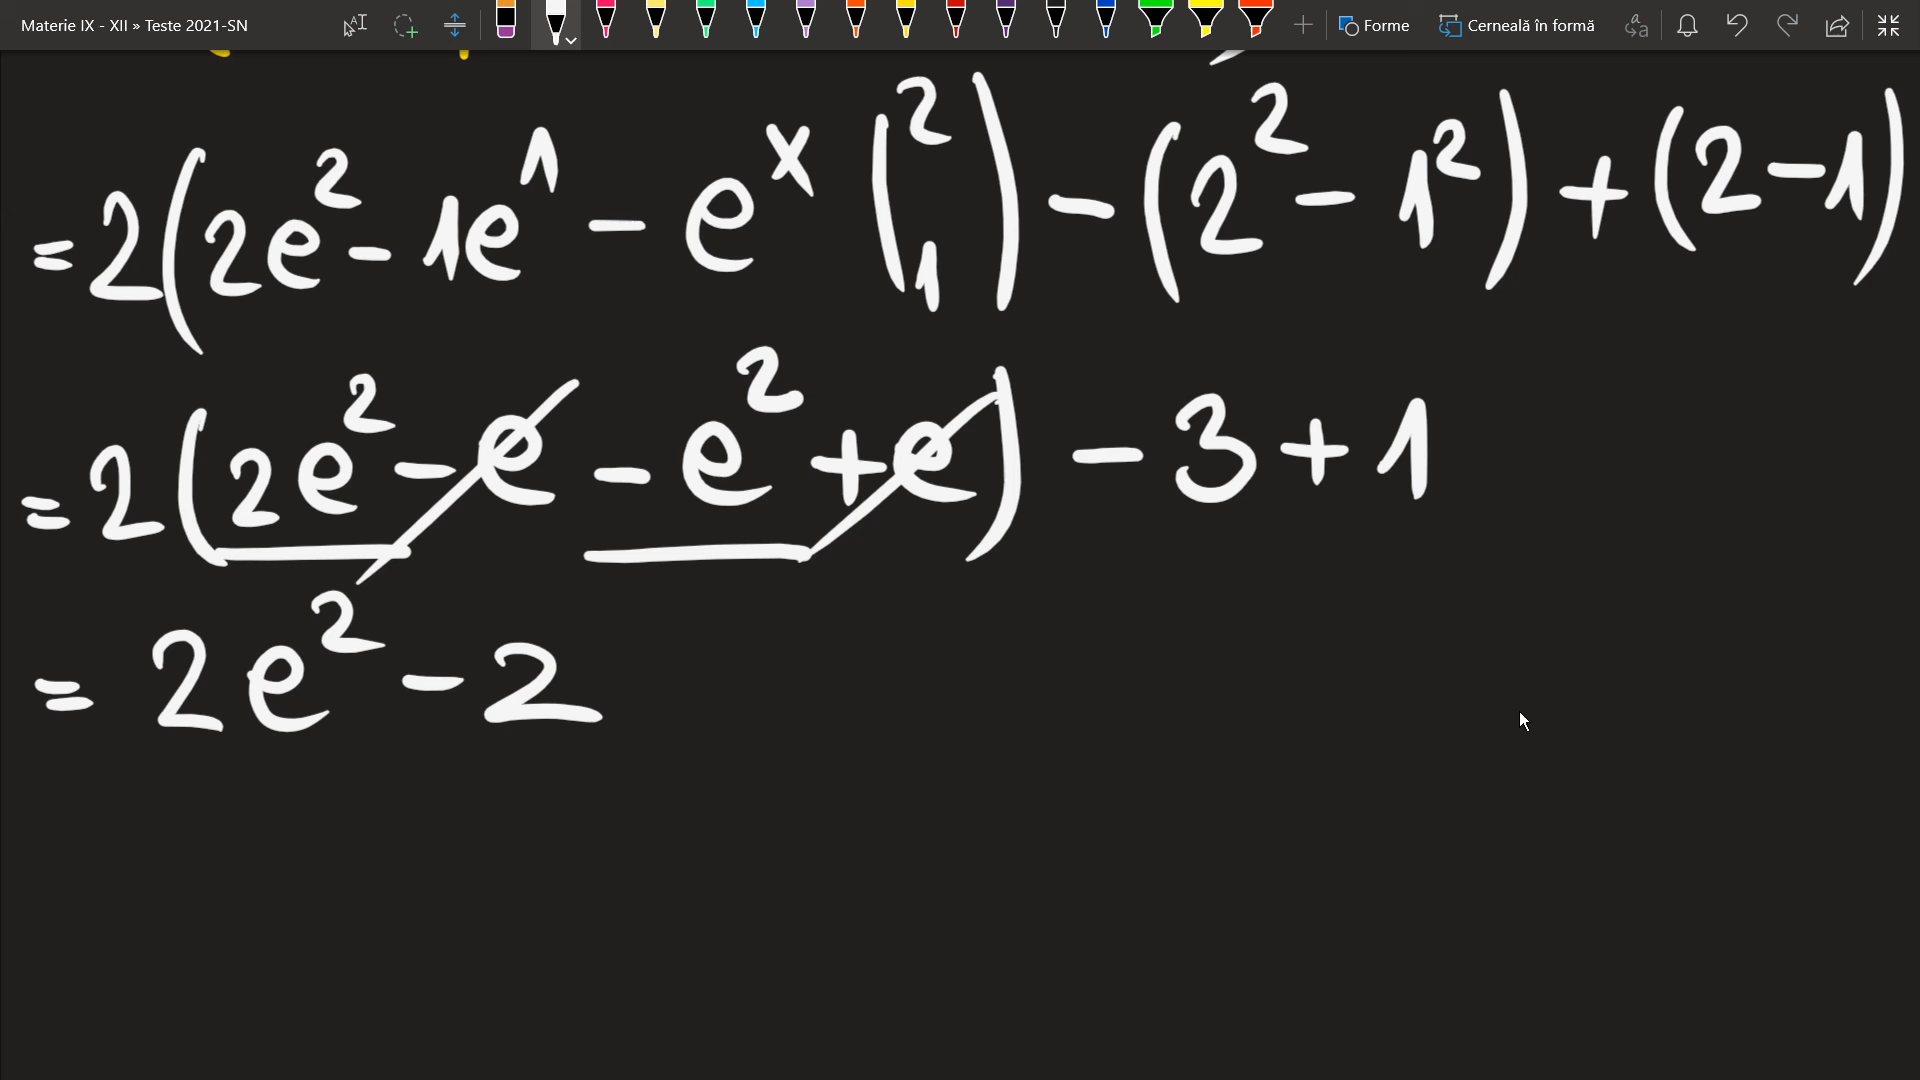 Materie IX - XII » Teste 2021-SN Forme Cerneală în formă
= 2(2e² - 1e¹ - eˣ |²₁) - (2² - 1²) + (2 - 1)
= 2(2e² - e - e² + e) - 3 + 1
= 2e² - 2